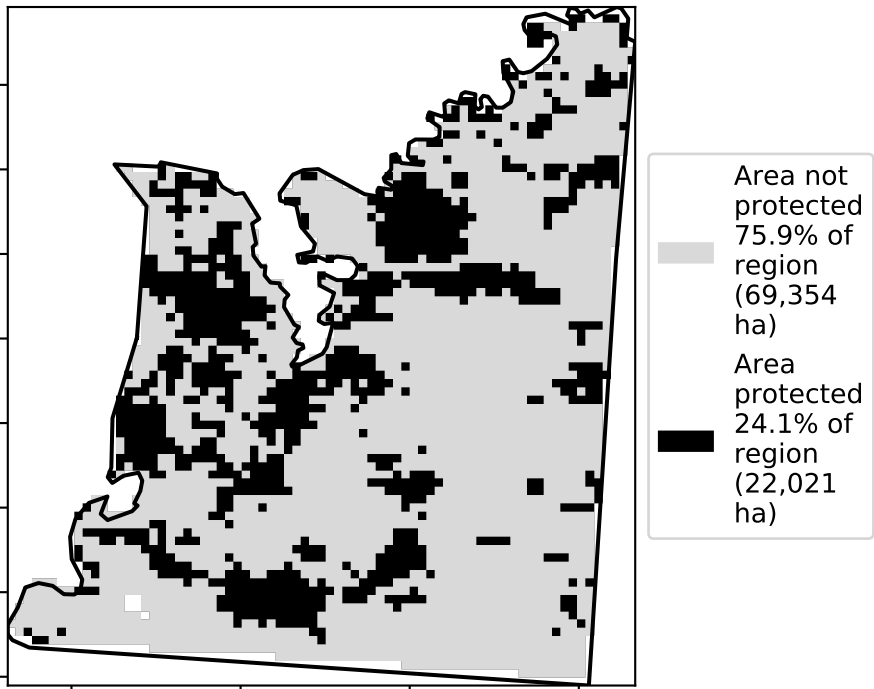 Area not
protected
75.9% of
region
(69,354
ha)
Area
protected
24.1% of
region
(22,021
ha)